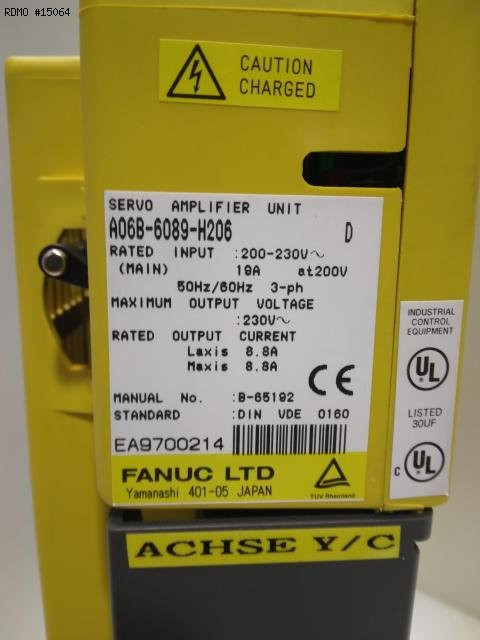 RDMO #15064
CAUTION
CHARGED
SERVO AMPLIFIER UNIT
A06B-6089-H206 D
RATED INPUT :200-230V~
(MAIN) 19A at200V
50Hz/60Hz 3-ph
MAXIMUM OUTPUT VOLTAGE
:230V~
RATED OUTPUT CURRENT
Laxis 8.8A
Maxis 8.8A
CE
MANUAL No. :B-65192
STANDARD :DIN VDE 0160
EA9700214
FANUC LTD
Yamanashi 401-05 JAPAN
TUV Rheinland
INDUSTRIAL
CONTROL
EQUIPMENT
UL
LISTED
30UF
C UL
ACHSE Y/C